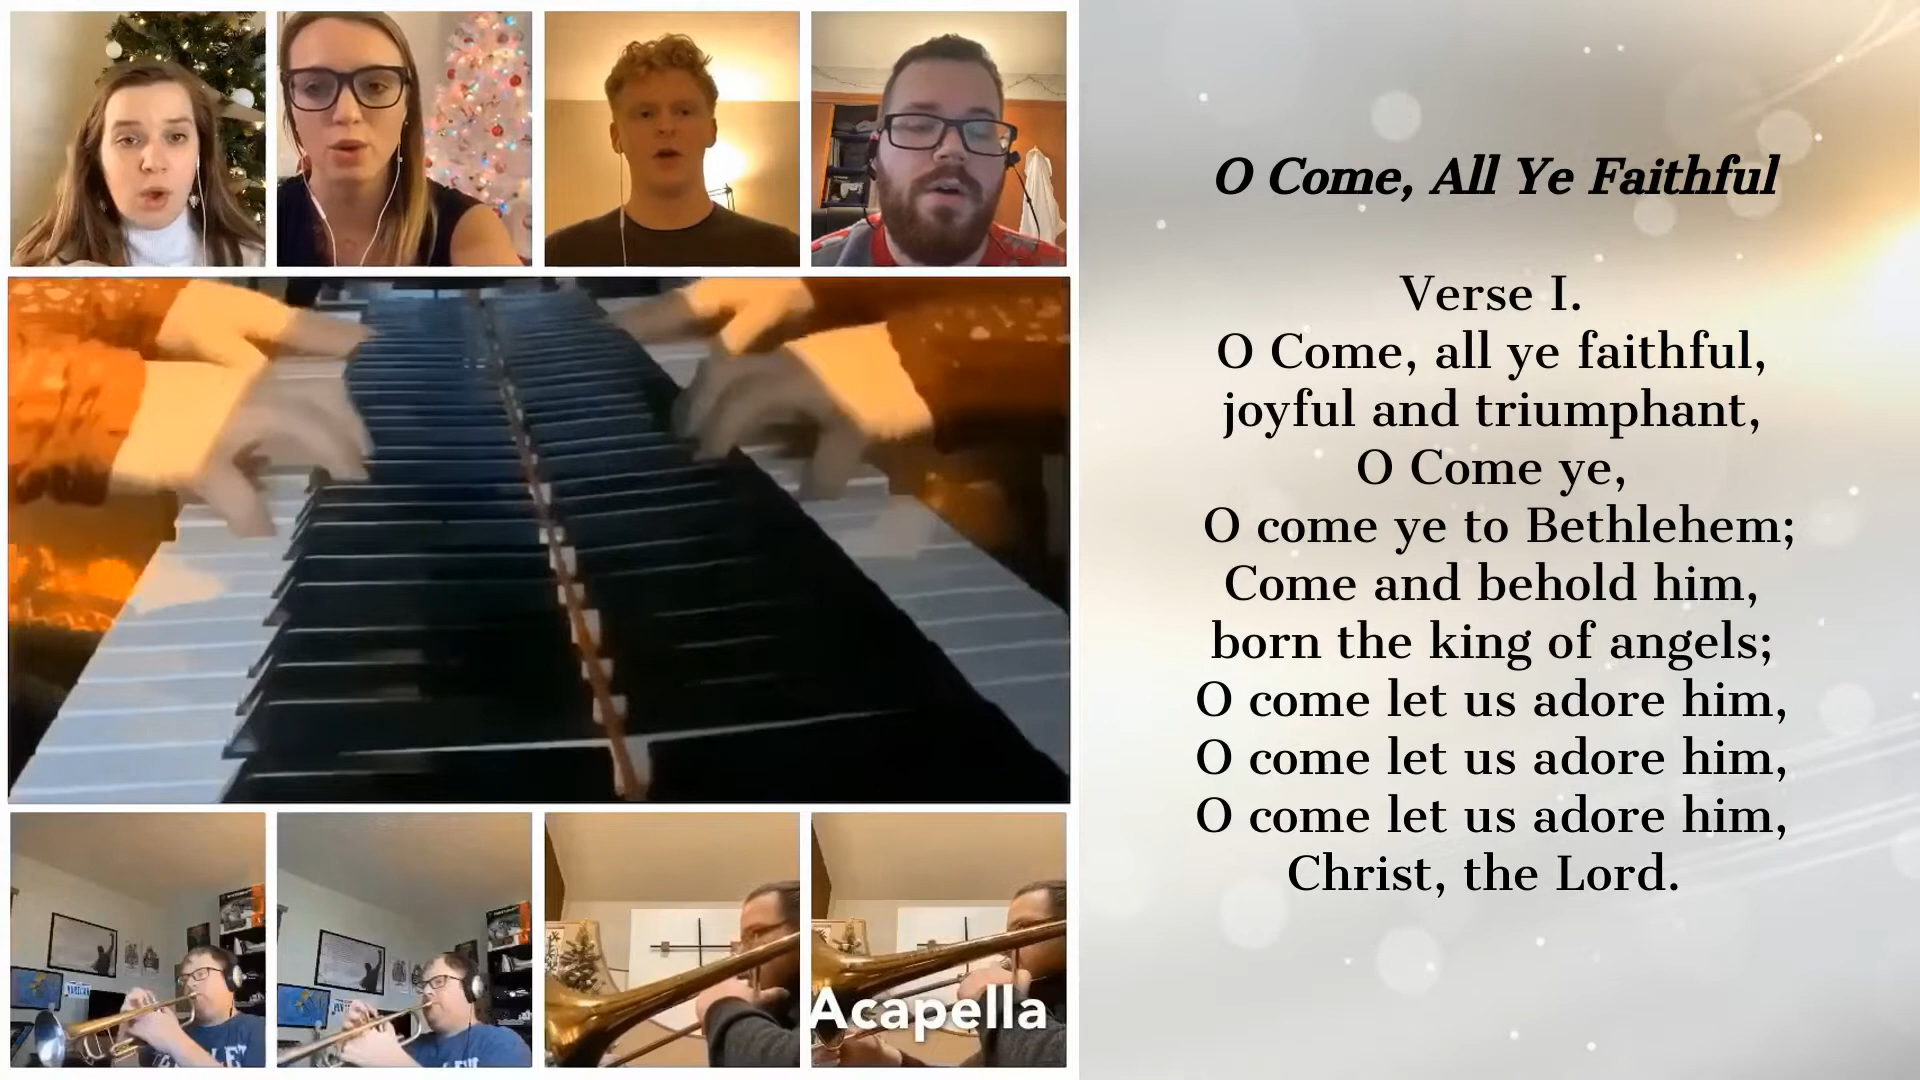 O Come, All Ye Faithful
Verse I.
O Come, all ye faithful,
joyful and triumphant,
O Come ye,
O come ye to Bethlehem;
Come and behold him,
born the king of angels;
O come let us adore him,
O come let us adore him,
O come let us adore him,
Christ, the Lord.
Acapella